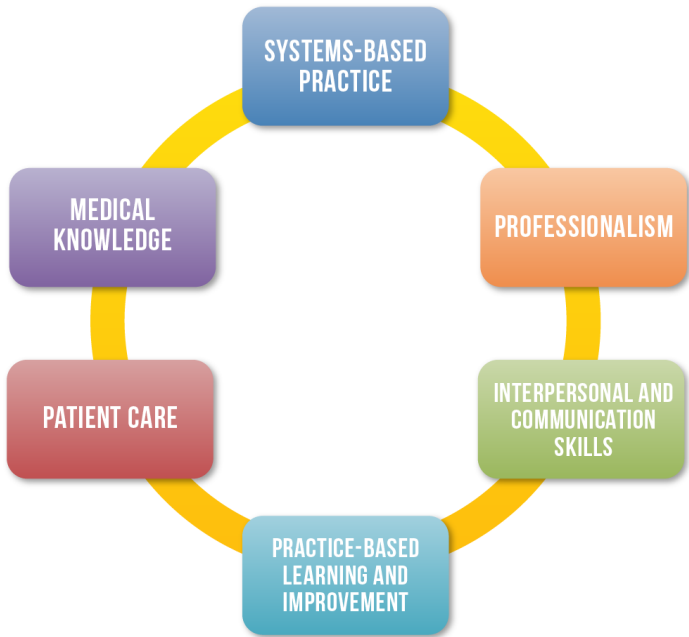 SYSTEMS-BASED
PRACTICE
MEDICAL
KNOWLEDGE
PROFESSIONALISM
PATIENT CARE
INTERPERSONAL AND
COMMUNICATION
SKILLS
PRACTICE-BASED
LEARNING AND
IMPROVEMENT